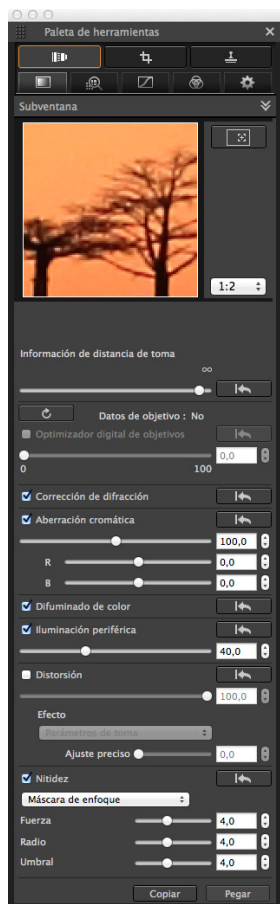 Paleta de herramientas
Subventana
1:2
Información de distancia de toma
∞
Datos de objetivo : No
Optimizador digital de objetivos
0,0
0 100
Corrección de difracción
Aberración cromática
100,0
R 0,0
B 0,0
Difuminado de color
Iluminación periférica
40,0
Distorsión
100,0
Efecto
Parámetros de toma
Ajuste preciso 0,0
Nitidez
Máscara de enfoque
Fuerza 4,0
Radio 4,0
Umbral 4,0
Copiar Pegar